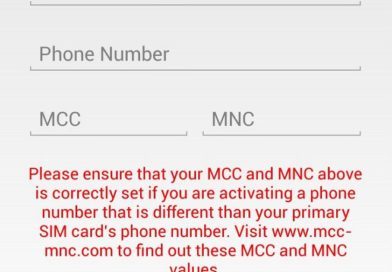 Phone Number
MCC MNC
Please ensure that your MCC and MNC above
is correctly set if you are activating a phone
number that is different than your primary
SIM card's phone number. Visit www.mcc-
mnc.com to find out these MCC and MNC
values